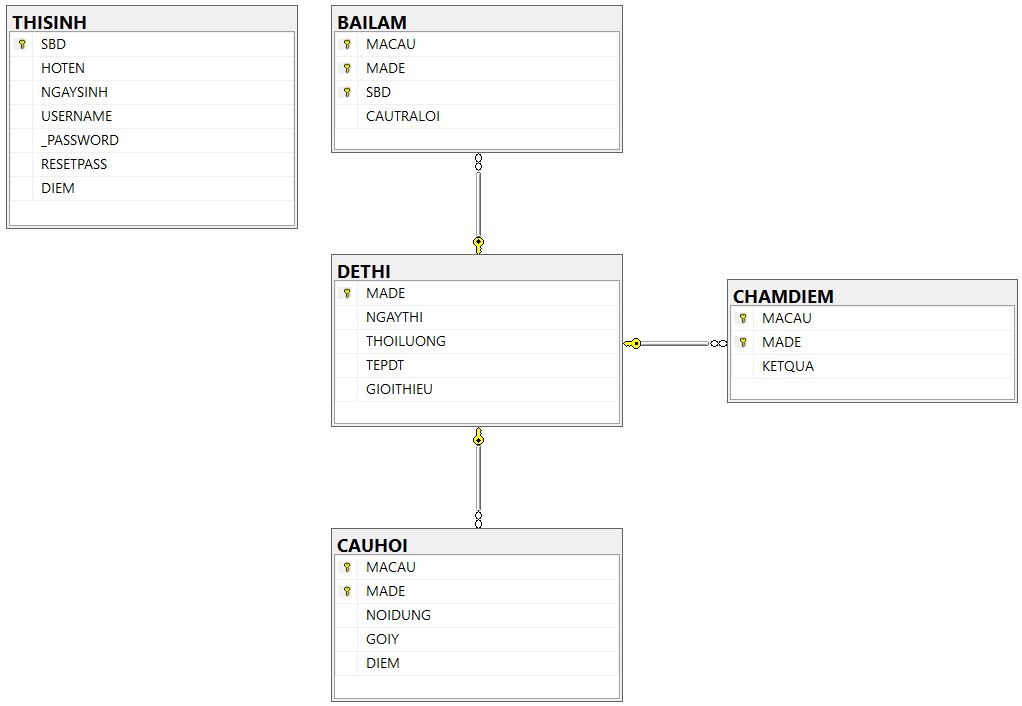 THISINH
SBD
HOTEN
NGAYSINH
USERNAME
_PASSWORD
RESETPASS
DIEM
BAILAM
MACAU
MADE
SBD
CAUTRALOI
DETHI
MADE
NGAYTHI
THOILUONG
TEPDT
GIOITHIEU
CHAMDIEM
MACAU
MADE
KETQUA
CAUHOI
MACAU
MADE
NOIDUNG
GOIY
DIEM